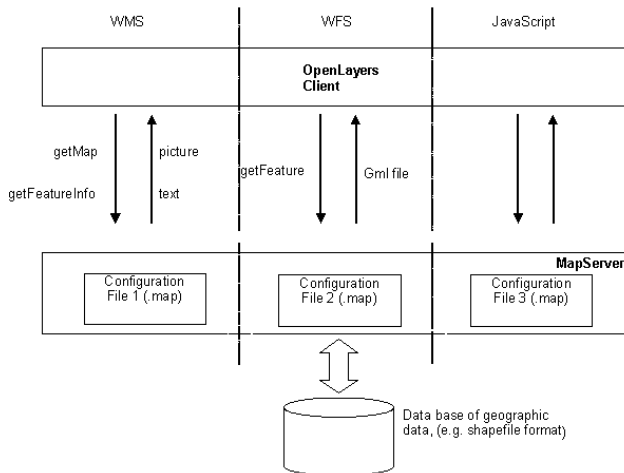 WMS
WFS
JavaScript
OpenLayers
Client
getMap
picture
getFeatureInfo
text
getFeature
Gml file
MapServer
Configuration
File 1 (.map)
Configuration
File 2 (.map)
Configuration
File 3 (.map)
Data base of geographic
data, (e.g. shapefile format)